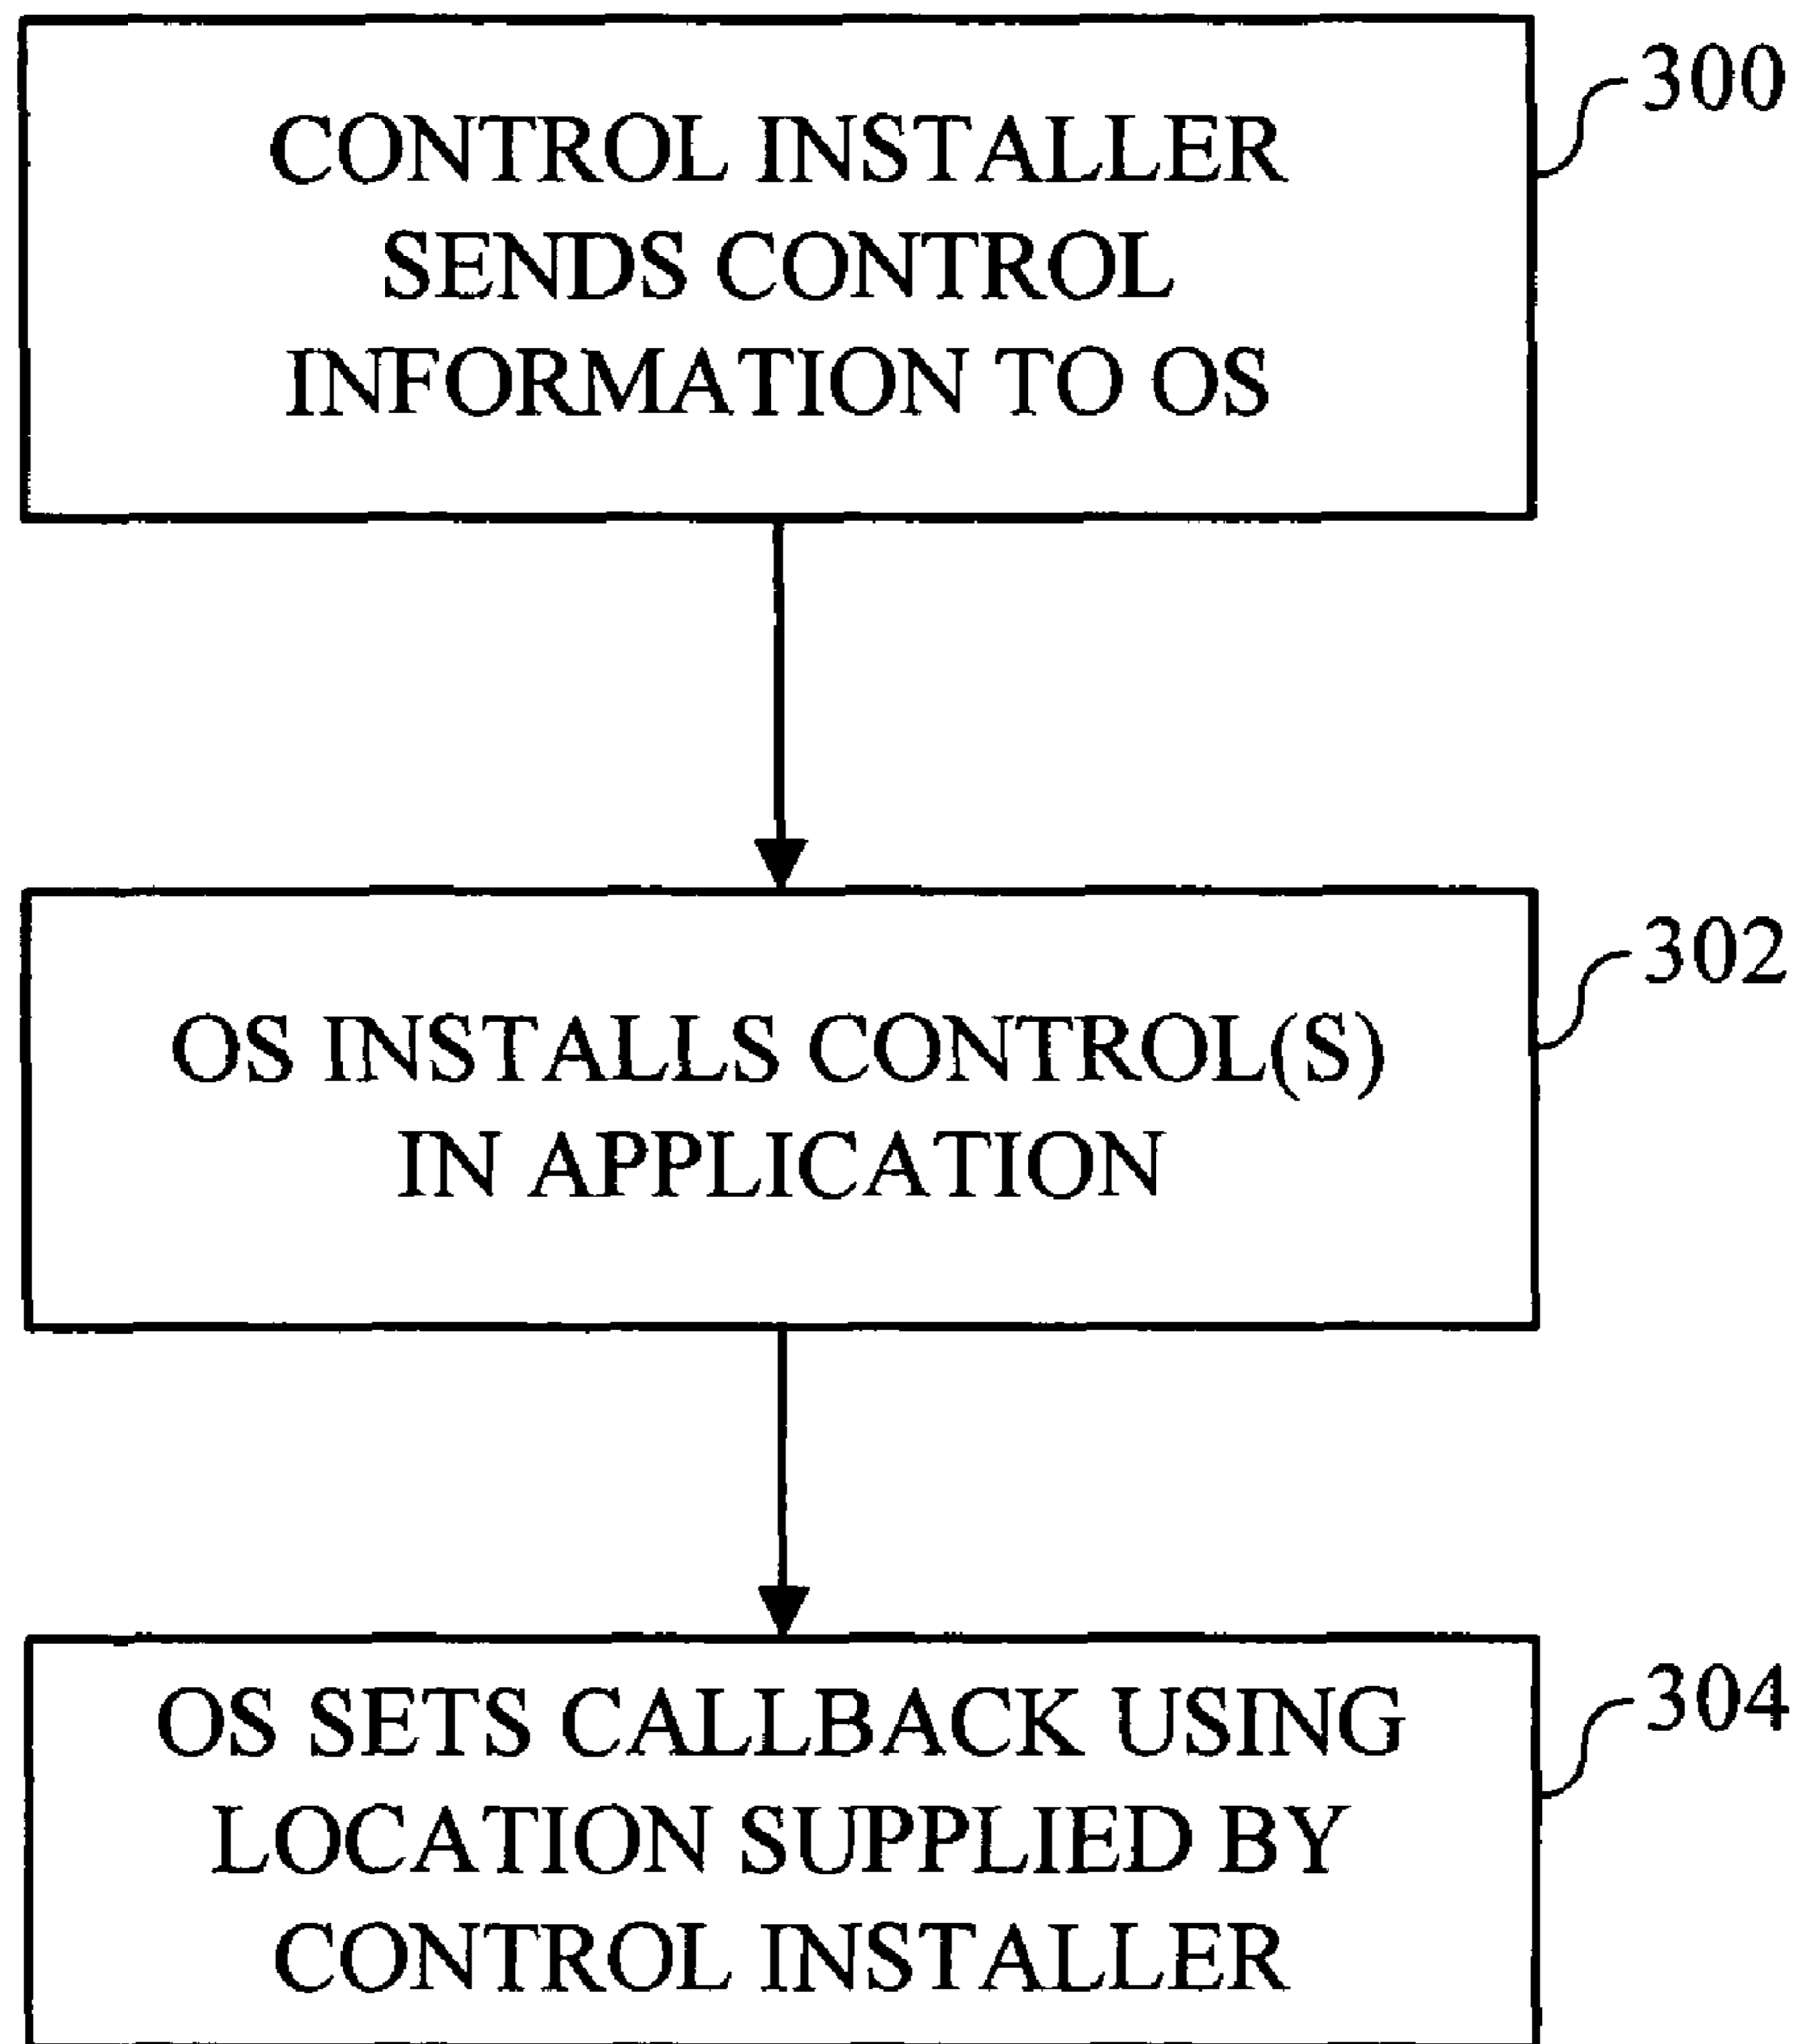 300
CONTROL INSTALLER
SENDS CONTROL
INFORMATION TO OS
302
OS INSTALLS CONTROL(S)
IN APPLICATION
304
OS SETS CALLBACK USING
LOCATION SUPPLIED BY
CONTROL INSTALLER